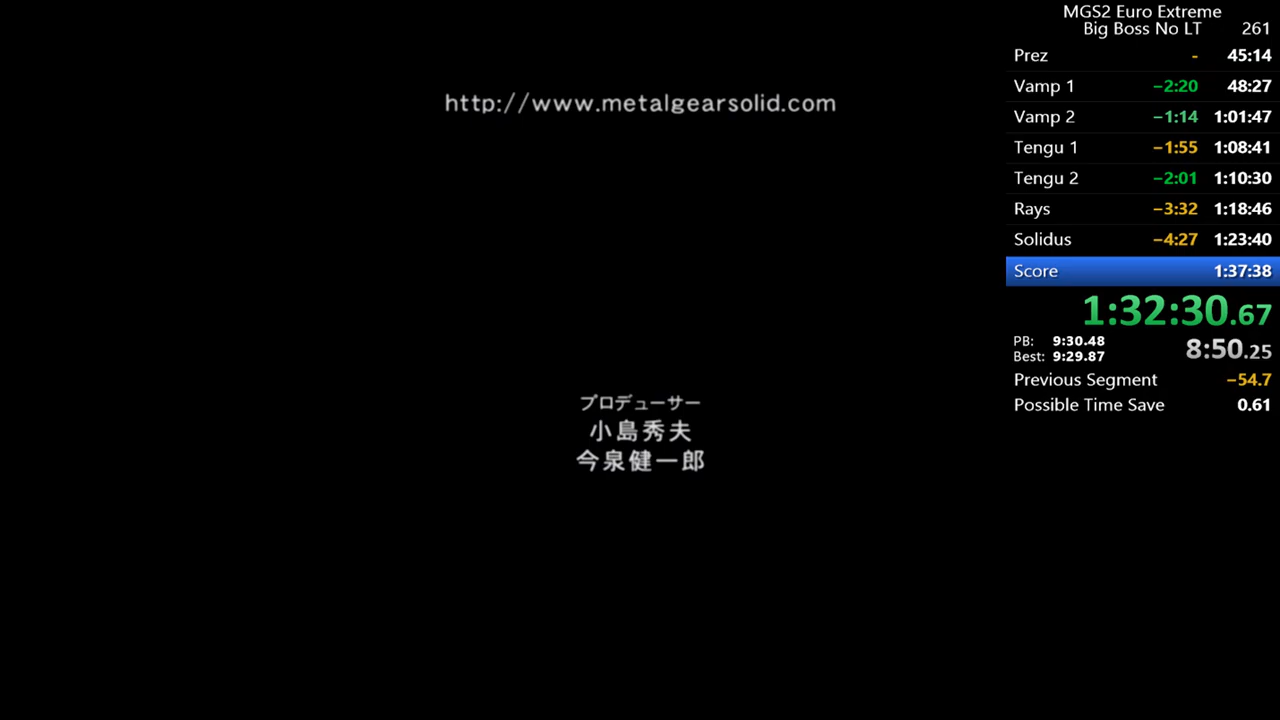 http://www.metalgearsolid.com
プロデューサー
小島秀夫
今泉健一郎
MGS2 Euro Extreme
Big Boss No LT 261
Prez - 45:14
Vamp 1 −2:20 48:27
Vamp 2 −1:14 1:01:47
Tengu 1 −1:55 1:08:41
Tengu 2 −2:01 1:10:30
Rays −3:32 1:18:46
Solidus −4:27 1:23:40
Score 1:37:38
1:32:30.67
PB: 9:30.48
Best: 9:29.87
8:50.25
Previous Segment −54.7
Possible Time Save 0.61